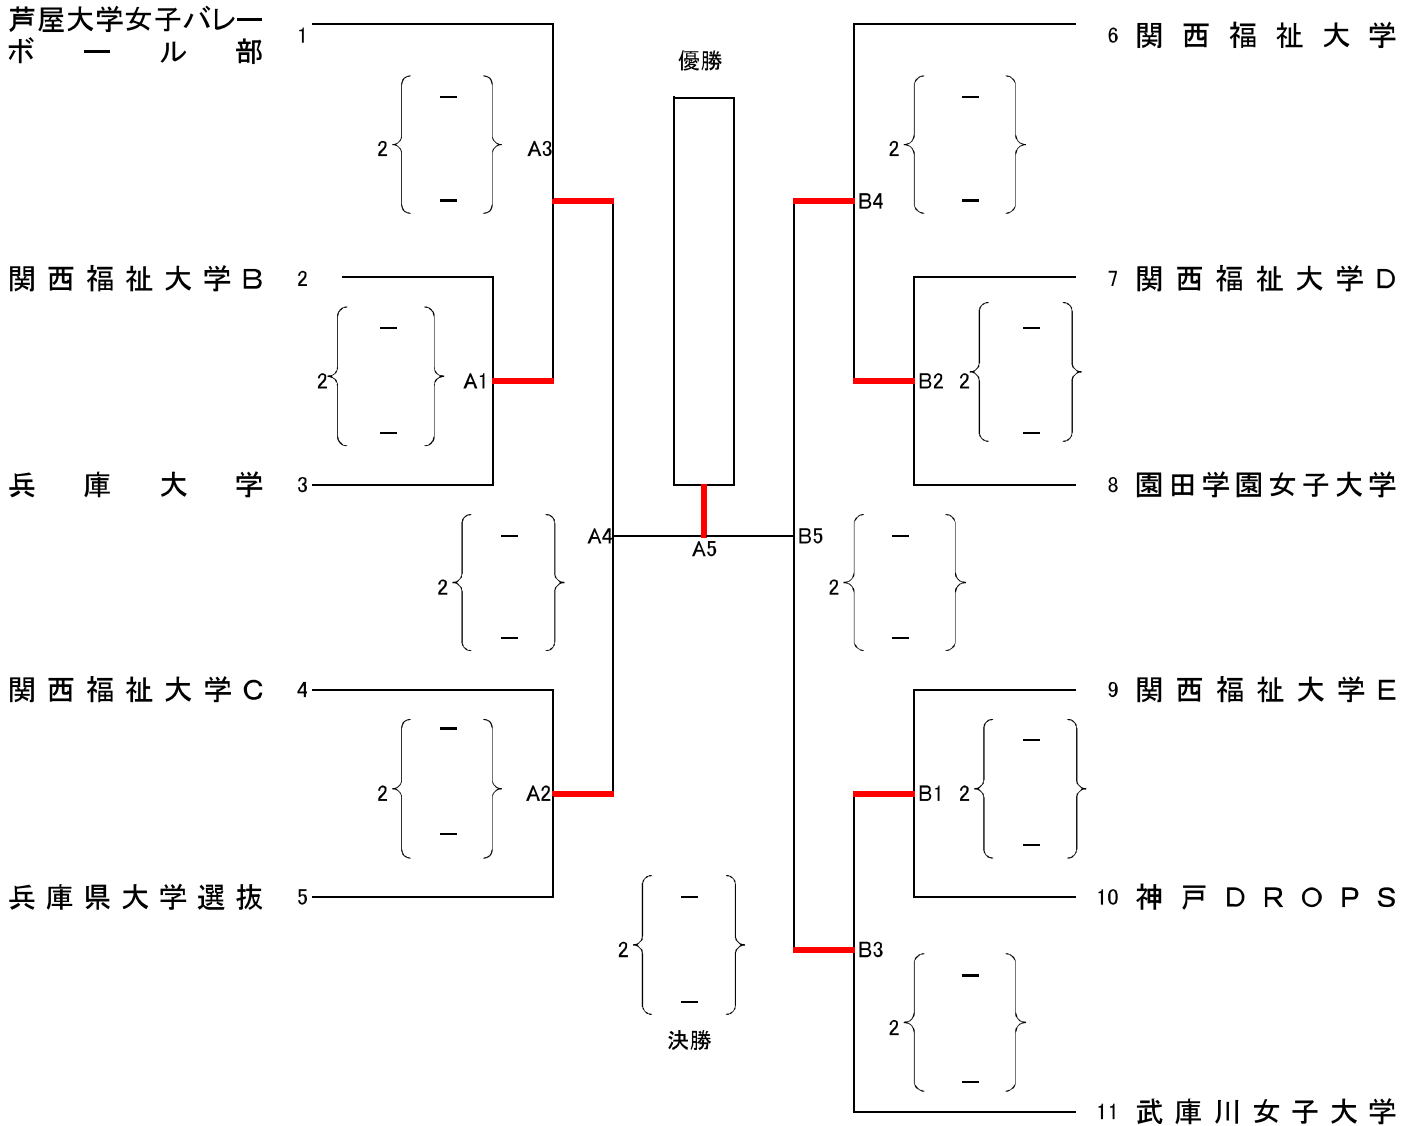 芦屋大学女子バレー
ボール部
1
6 関西福祉大学
優勝
―
―
2
A3
2
―
―
B4
関西福祉大学B 2
7 関西福祉大学D
―
―
2
A1
B2
2
―
―
兵庫大学 3
8 園田学園女子大学
A4
A5
B5
2
―
―
2
―
―
関西福祉大学C 4
9 関西福祉大学E
2
―
―
A2
B1
2
―
―
兵庫県大学選抜 5
10 神戸DROPS
2
―
―
B3
2
―
―
決勝
11 武庫川女子大学